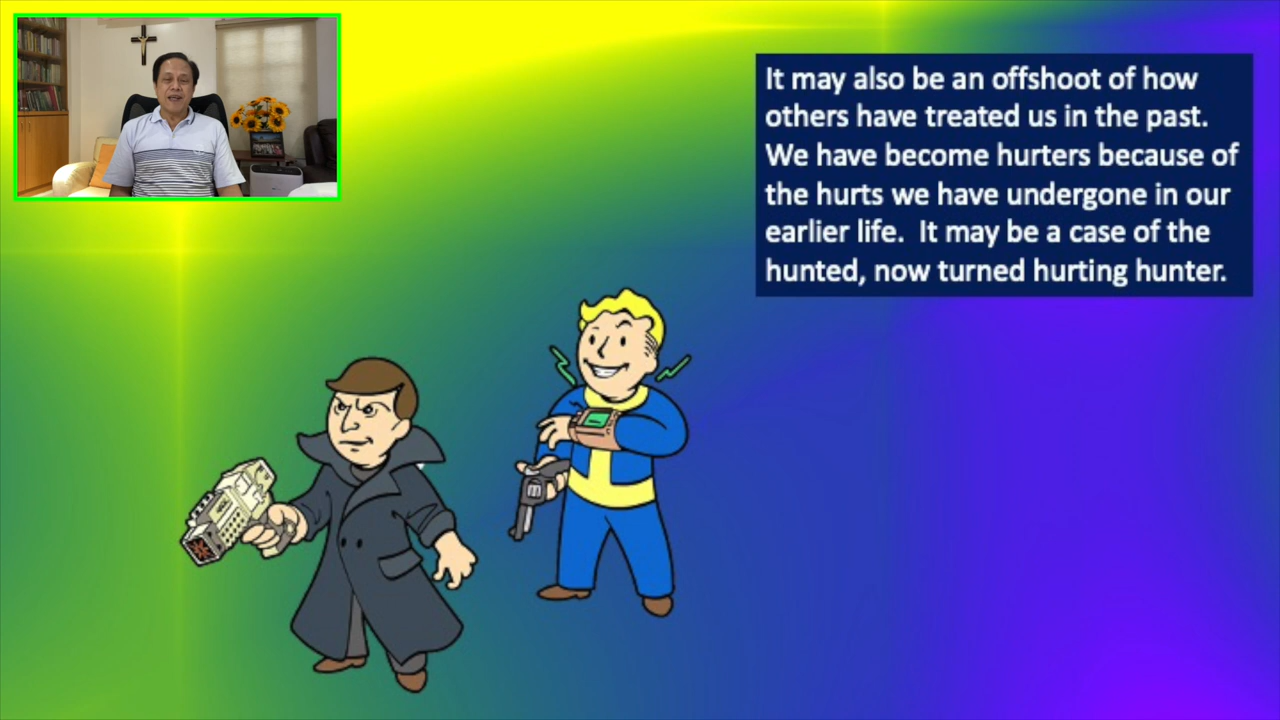 It may also be an offshoot of how
others have treated us in the past.
We have become hurters because of
the hurts we have undergone in our
earlier life.  It may be a case of the
hunted, now turned hurting hunter.